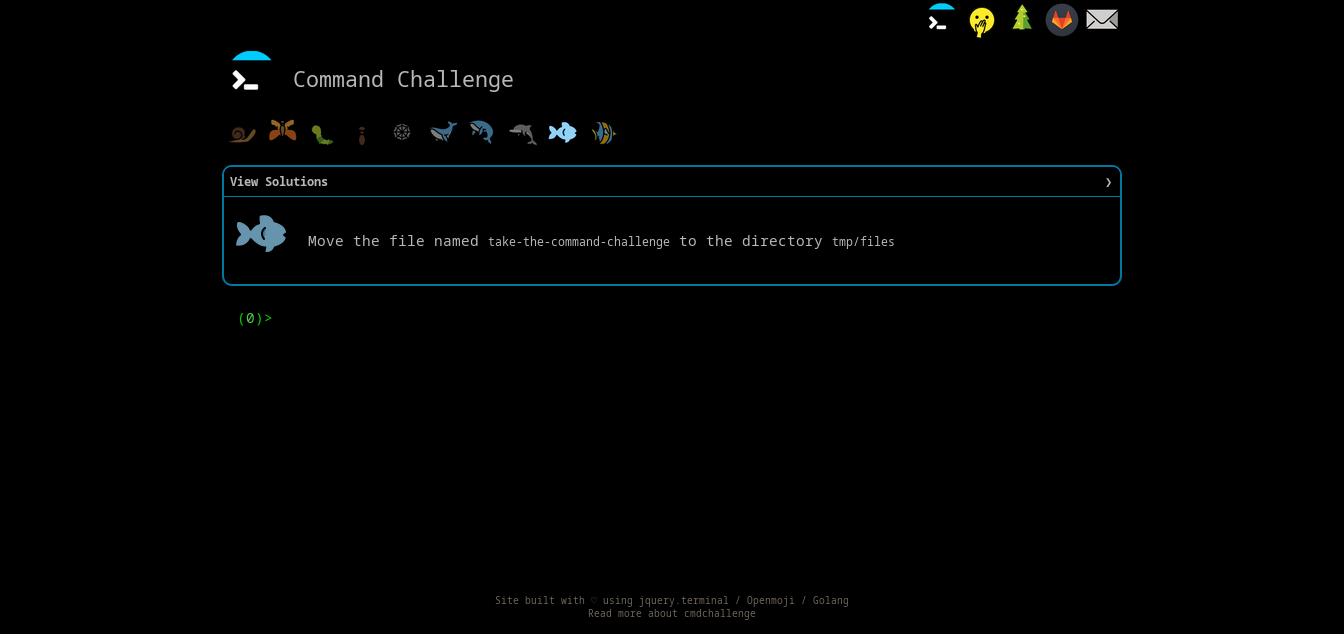 Command Challenge
View Solutions ❯
Move the file named take-the-command-challenge to the directory tmp/files
(0)>
Site built with ♡ using jquery.terminal / Openmoji / Golang
Read more about cmdchallenge